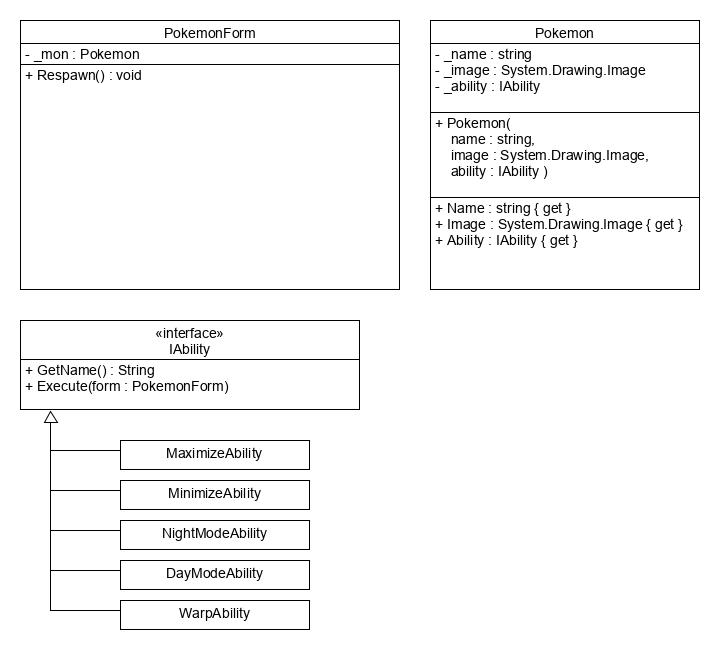 PokemonForm
- _mon : Pokemon
+ Respawn() : void
Pokemon
- _name : string
- _image : System.Drawing.Image
- _ability : IAbility
+ Pokemon(
name : string,
image : System.Drawing.Image,
ability : IAbility )
+ Name : string { get }
+ Image : System.Drawing.Image { get }
+ Ability : IAbility { get }
«interface»
IAbility
+ GetName() : String
+ Execute(form : PokemonForm)
MaximizeAbility
MinimizeAbility
NightModeAbility
DayModeAbility
WarpAbility